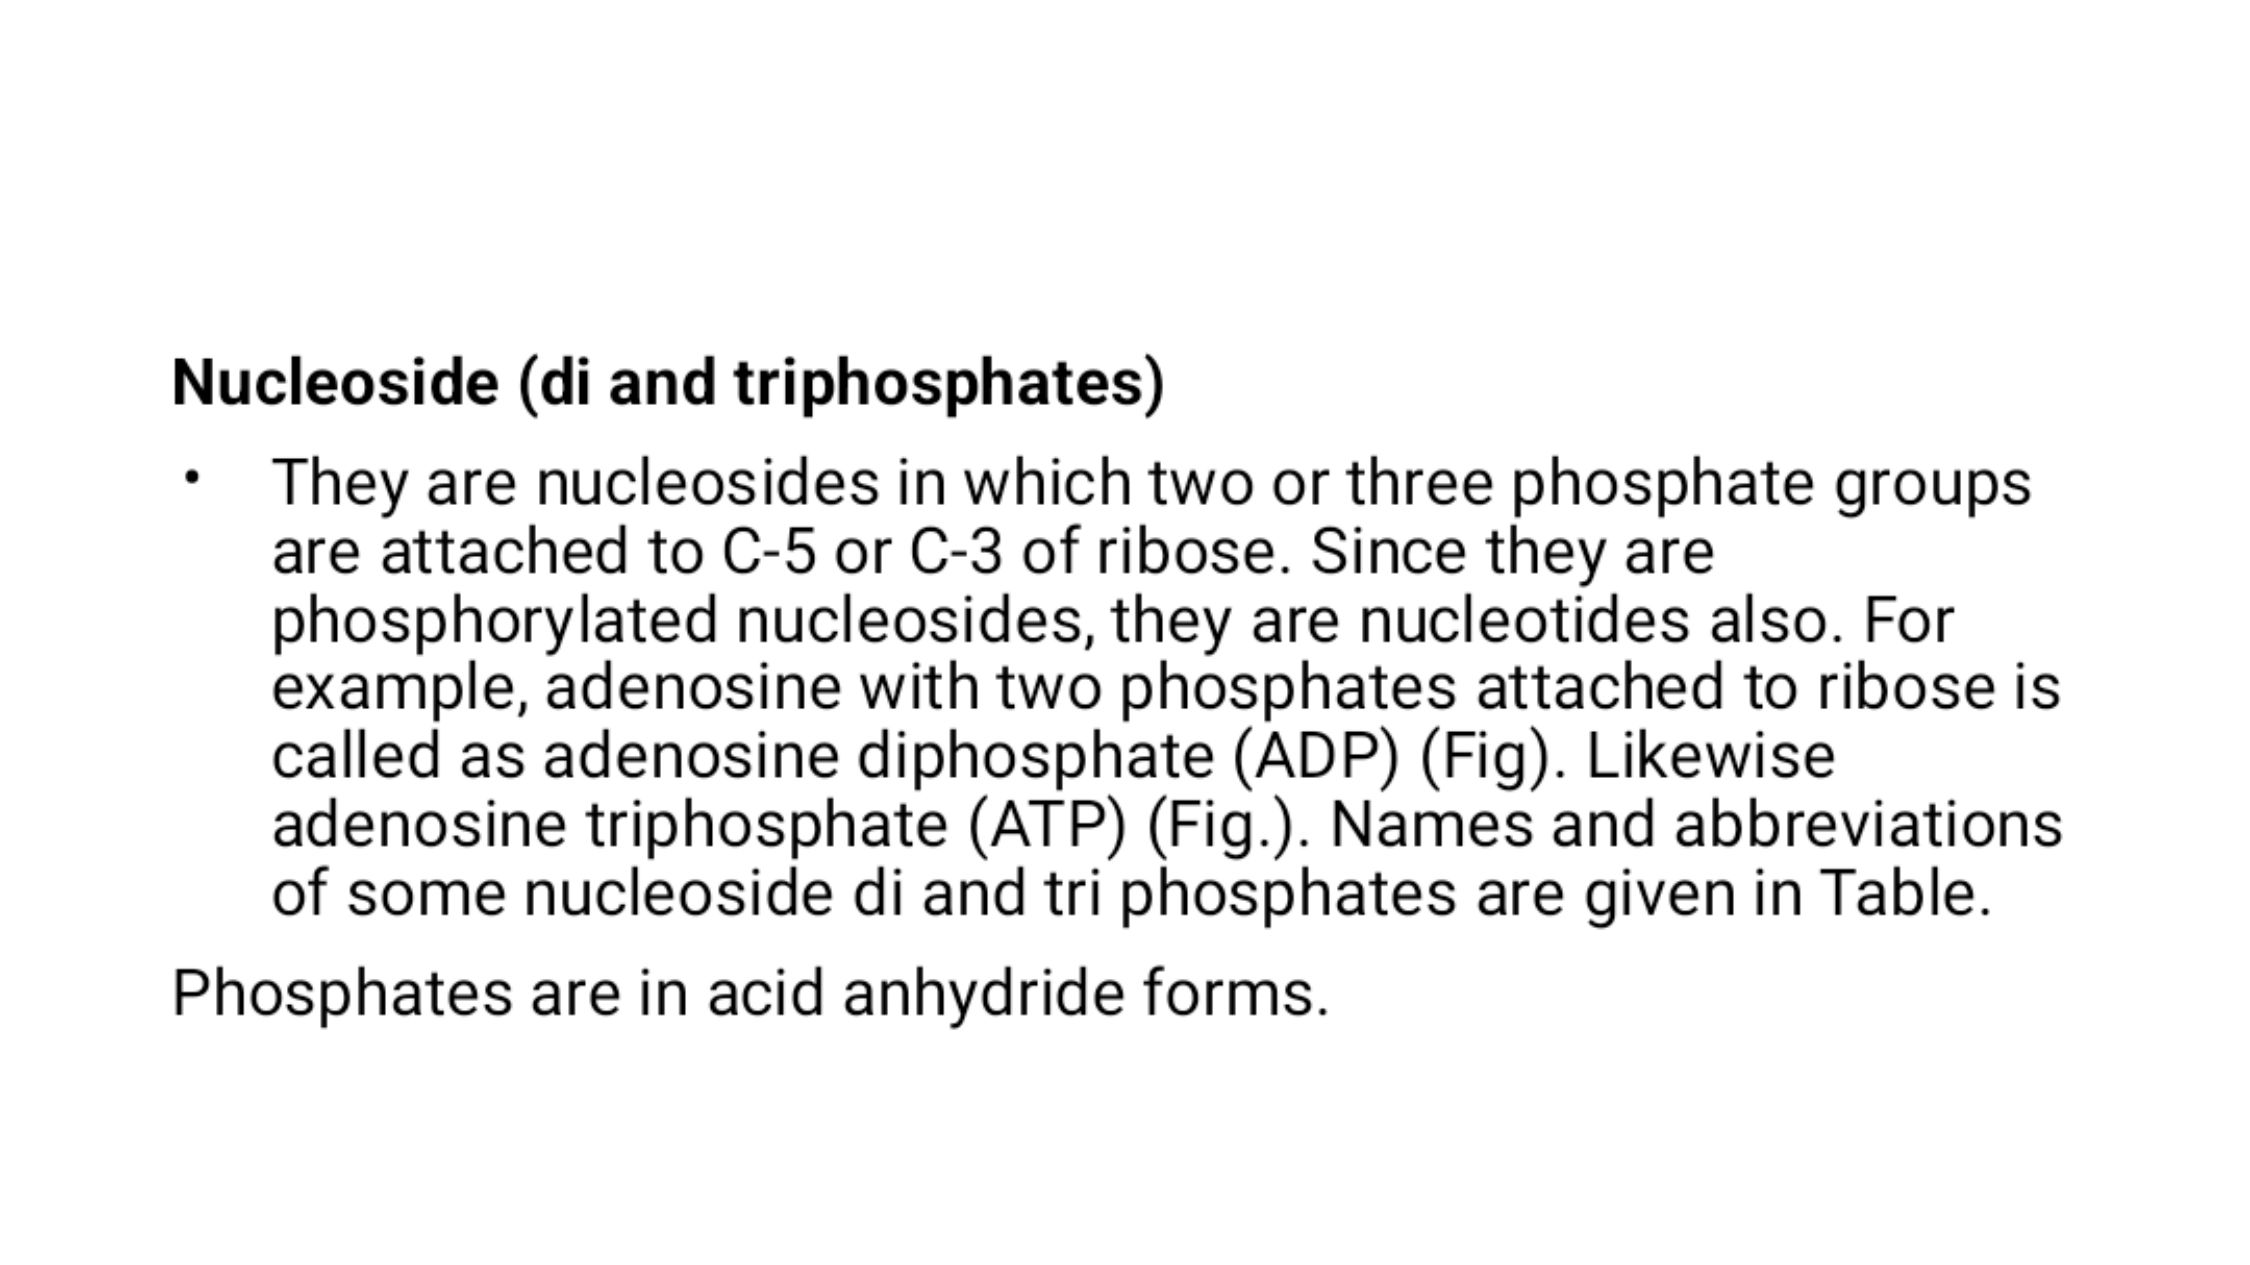 Nucleoside (di and triphosphates)
• They are nucleosides in which two or three phosphate groups
are attached to C-5 or C-3 of ribose. Since they are
phosphorylated nucleosides, they are nucleotides also. For
example, adenosine with two phosphates attached to ribose is
called as adenosine diphosphate (ADP) (Fig). Likewise
adenosine triphosphate (ATP) (Fig.). Names and abbreviations
of some nucleoside di and tri phosphates are given in Table.
Phosphates are in acid anhydride forms.